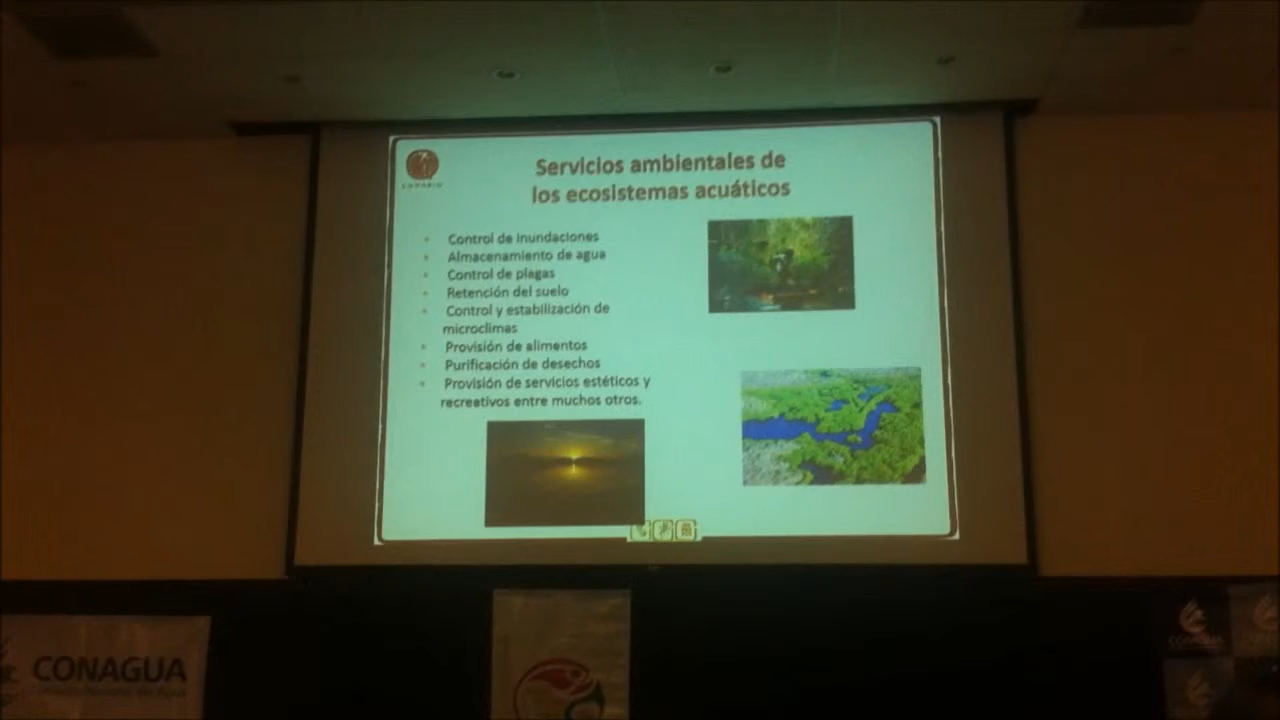 CONABIO
Servicios ambientales de
los ecosistemas acuáticos
• Control de inundaciones
• Almacenamiento de agua
• Control de plagas
• Retención del suelo
• Control y estabilización de
microclimas
• Provisión de alimentos
• Purificación de desechos
• Provisión de servicios estéticos y
recreativos entre muchos otros.
CONAGUA